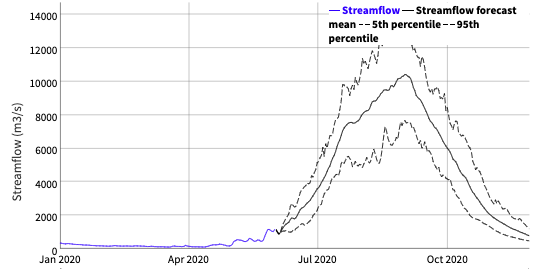 — Streamflow — Streamflow forecast
mean -- 5th percentile -- 95th
percentile
14000
12000
10000
8000
6000
4000
2000
0
Streamflow (m3/s)
Jan 2020 Apr 2020 Jul 2020 Oct 2020